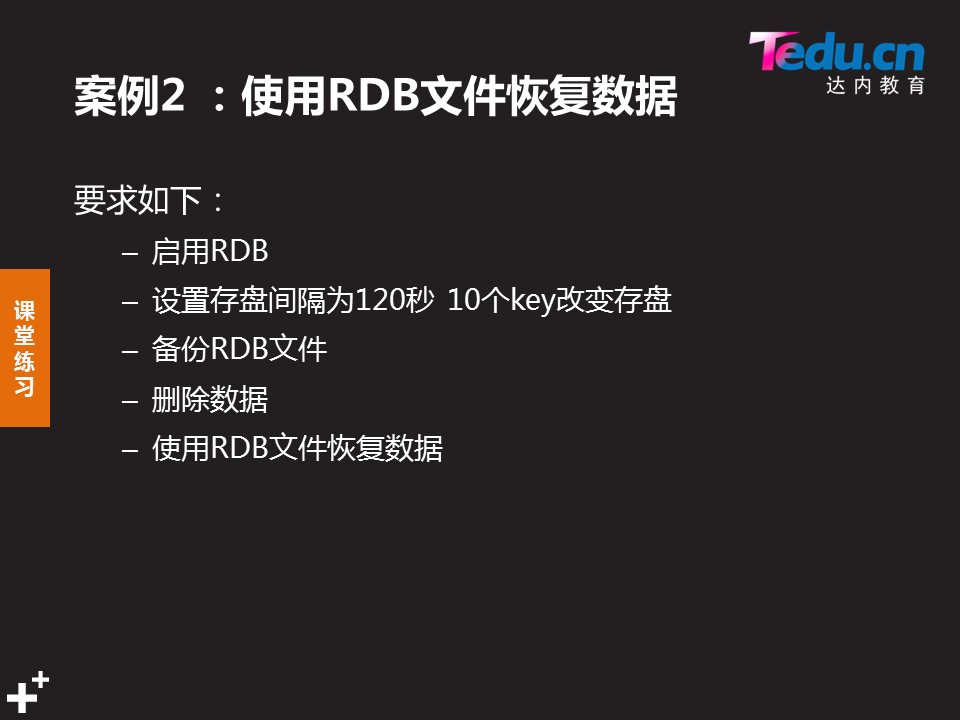 Tedu.cn
达内教育
案例2 ：使用RDB文件恢复数据
要求如下：
– 启用RDB
– 设置存盘间隔为120秒 10个key改变存盘
– 备份RDB文件
– 删除数据
– 使用RDB文件恢复数据
课
堂
练
习